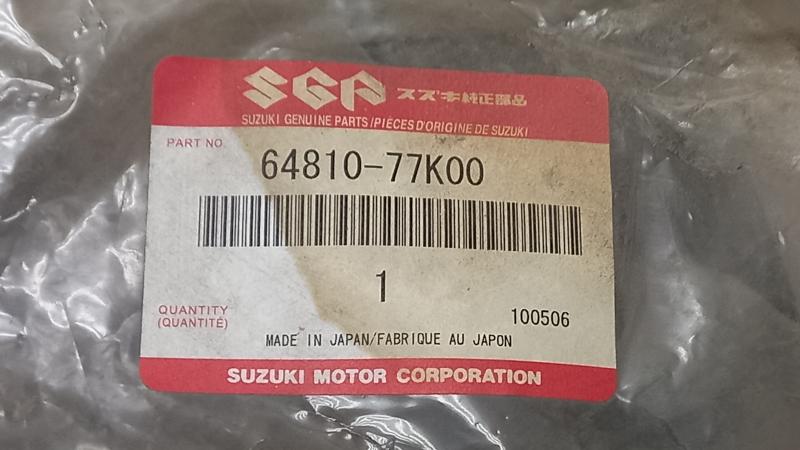 SGP スズキ純正部品
SUZUKI GENUINE PARTS/PIÈCES D'ORIGINE DE SUZUKI
PART NO.
64810-77K00
1
QUANTITY
(QUANTITÉ)
100506
MADE IN JAPAN/FABRIQUE AU JAPON
SUZUKI MOTOR CORPORATION